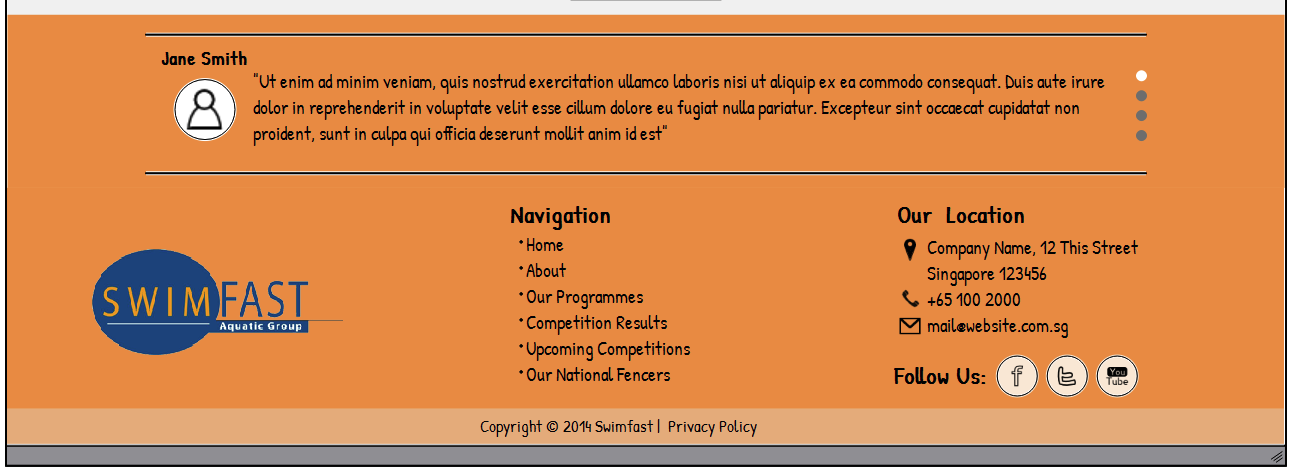 Jane Smith
"Ut enim ad minim veniam, quis nostrud exercitation ullamco laboris nisi ut aliquip ex ea commodo consequat. Duis aute irure
dolor in reprehenderit in voluptate velit esse cillum dolore eu fugiat nulla pariatur. Excepteur sint occaecat cupidatat non
proident, sunt in culpa qui officia deserunt mollit anim id est"
SWIMFAST
Aquatic Group
Navigation
• Home
• About
• Our Programmes
• Competition Results
• Upcoming Competitions
• Our National Fencers
Our Location
Company Name, 12 This Street
Singapore 123456
+65 100 2000
mail@website.com.sg
Follow Us: f t You Tube
Copyright © 2014 Swimfast | Privacy Policy